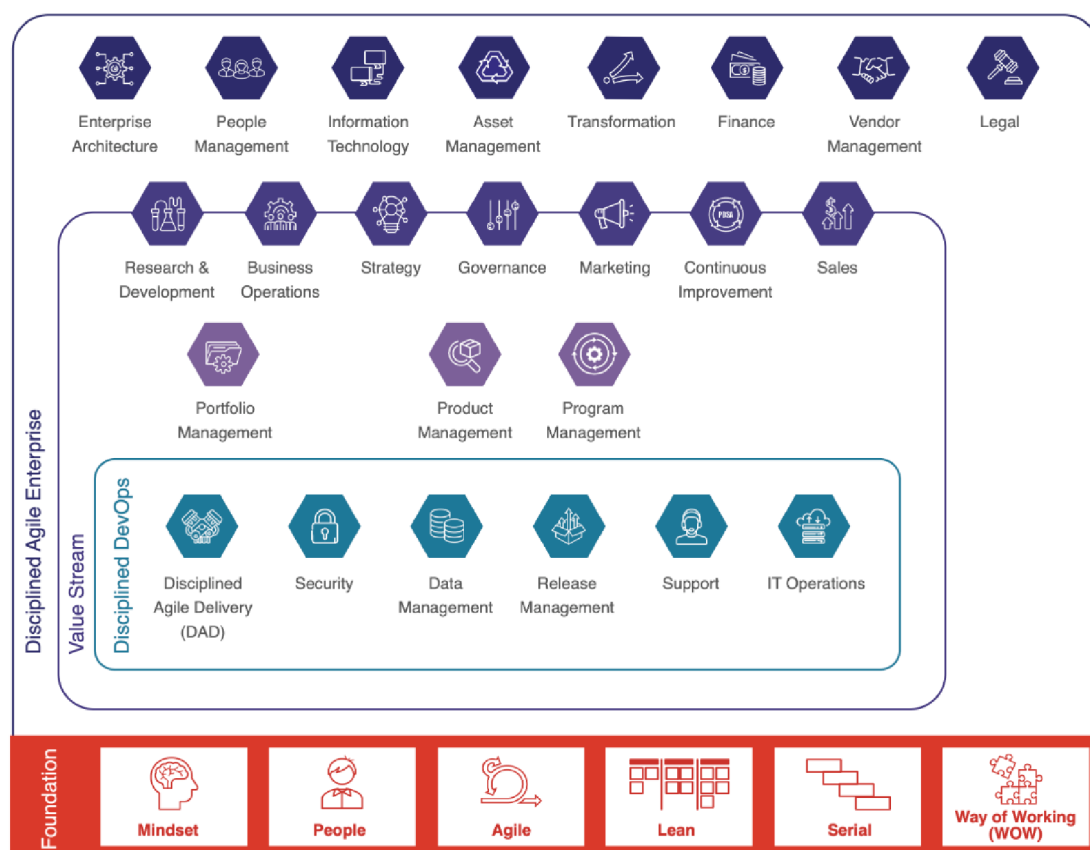 Enterprise
Architecture
People
Management
Information
Technology
Asset
Management
Transformation
Finance
Vendor
Management
Legal
Research &
Development
Business
Operations
Strategy
Governance
Marketing
PDSA
Continuous
Improvement
$
Sales
Portfolio
Management
Product
Management
Program
Management
Disciplined Agile Enterprise
Value Stream
Disciplined DevOps
Disciplined
Agile Delivery
(DAD)
Security
Data
Management
Release
Management
Support
IT Operations
Foundation
Mindset
People
Agile
Lean
Serial
Way of Working
(WOW)